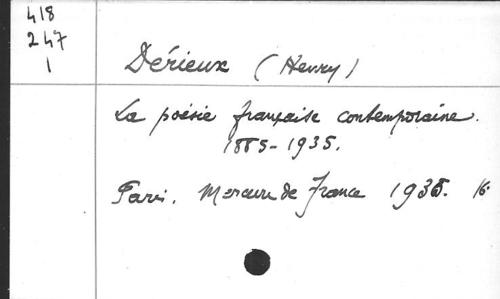 418
247
1
Dérieux (Henry)
La poésie française contemporaine.
1885-1935.
Paris. Mercure de France 1935. 16.